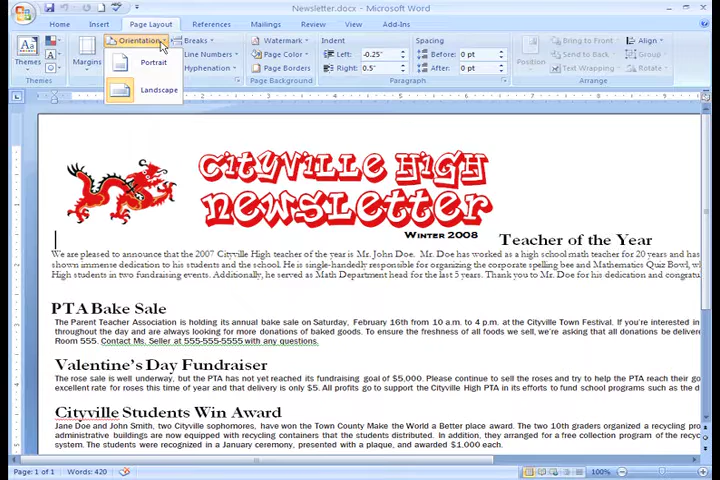 Newsletter.docx - Microsoft Word
Home Insert Page Layout References Mailings Review View Add-Ins
Orientation Breaks Watermark Indent Spacing Bring to Front Align
Themes Margins Portrait Line Numbers Page Color Left: -0.25" Before: 0 pt Position Send to Back Group
Landscape Hyphenation Page Borders Right: 0.5" After: 0 pt Text Wrapping Rotate
Themes Page Background Paragraph Arrange
Cityville High
Newsletter
Winter 2008
Teacher of the Year
We are pleased to announce that the 2007 Cityville High teacher of the year is Mr. John Doe. Mr. Doe has worked as a high school math teacher for 20 years and has
shown immense dedication to his students and the school. He is single-handedly responsible for organizing the corporate spelling bee and Mathematics Quiz Bowl, w
High students in two fundraising events. Additionally, he served as Math Department head for the last 5 years. Thank you to Mr. Doe for his dedication and congratu
PTA Bake Sale
The Parent Teacher Association is holding its annual bake sale on Saturday, February 16th from 10 a.m. to 4 p.m. at the Cityville Town Festival. If you're interested in
throughout the day and are always looking for more donations of baked goods. To ensure the freshness of all foods we sell, we're asking that all donations be deliver
Room 555. Contact Ms. Seller at 555-555-5555 with any questions.
Valentine's Day Fundraiser
The rose sale is well underway, but the PTA has not yet reached its fundraising goal of $5,000. Please continue to sell the roses and try to help the PTA reach their go
excellent rate for roses this time of year and that delivery is only $5. All profits go to support the Cityville High PTA in its efforts to fund school programs such as the d
Cityville Students Win Award
Jane Doe and John Smith, two Cityville sophomores, have won the Town County Make the World a Better place award. The two 10th graders organized a recycling pro
administrative buildings are now equipped with recycling containers that the students distributed. In addition, they arranged for a free collection program of the recyc
system. The students were recognized in a January ceremony, presented with a plaque, and awarded $1,000 each.
Page: 1 of 1 Words: 420 100%